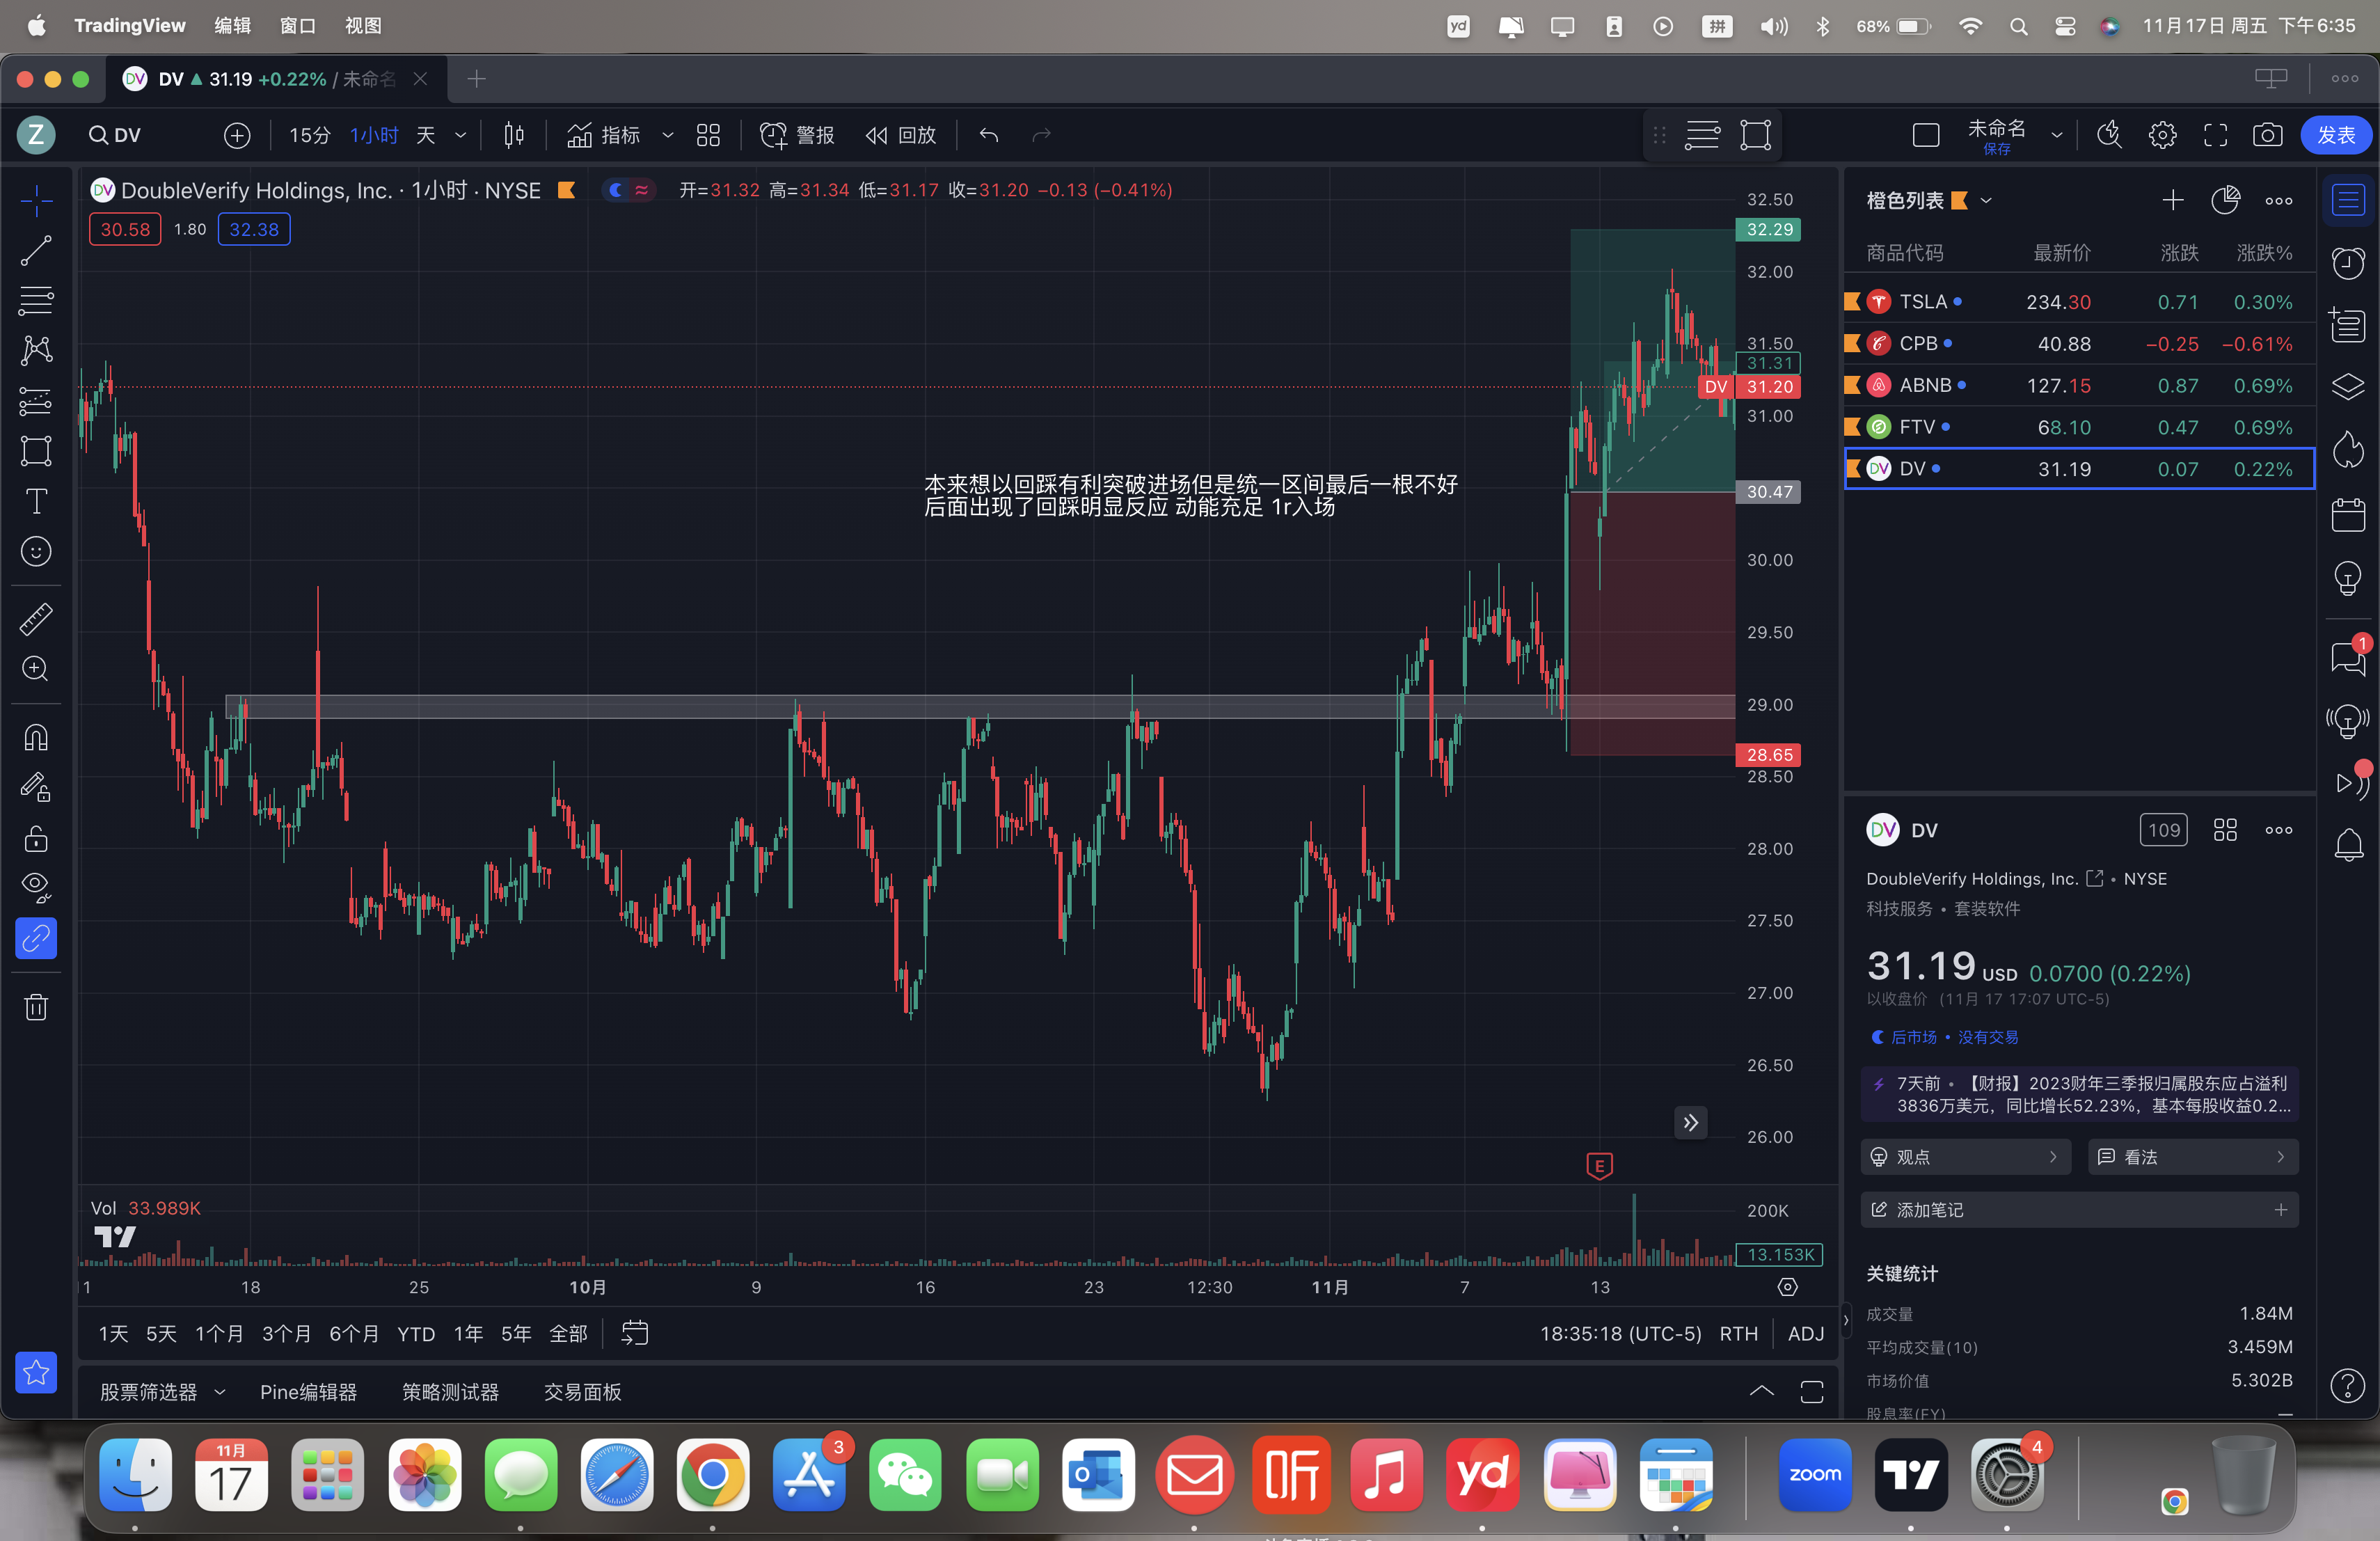 TradingView 编辑 窗口 视图
yd 拼 68% 11月17日 周五 下午6:35
DV ▲ 31.19 +0.22% / 未命名
Z DV 15分 1小时 天 指标 警报 回放 未命名 发表
保存
DoubleVerify Holdings, Inc. · 1小时 · NYSE 开=31.32 高=31.34 低=31.17 收=31.20 −0.13 (−0.41%)
30.58 1.80 32.38
本来想以回踩有利突破进场但是统一区间最后一根不好
后面出现了回踩明显反应 动能充足 1r入场
32.50
32.29
32.00
31.50
31.31
DV 31.20
31.00
30.47
30.00
29.50
29.00
28.65
28.50
28.00
27.50
27.00
26.50
26.00
E
Vol 33.989K
200K
13.153K
11 18 25 10月 9 16 23 12:30 11月 7 13
1天 5天 1个月 3个月 6个月 YTD 1年 5年 全部 18:35:18 (UTC-5) RTH ADJ
股票筛选器 Pine编辑器 策略测试器 交易面板
橙色列表
商品代码 最新价 涨跌 涨跌%
TSLA 234.30 0.71 0.30%
CPB 40.88 −0.25 −0.61%
ABNB 127.15 0.87 0.69%
FTV 68.10 0.47 0.69%
DV DV 31.19 0.07 0.22%
DV DV 109
DoubleVerify Holdings, Inc. • NYSE
科技服务 • 套装软件
31.19 USD 0.0700 (0.22%)
以收盘价 (11月 17 17:07 UTC-5)
后市场 • 没有交易
7天前 • 【财报】2023财年三季报归属股东应占溢利
3836万美元，同比增长52.23%，基本每股收益0.2...
观点 看法
添加笔记
关键统计
成交量 1.84M
平均成交量(10) 3.459M
市场价值 5.302B
股息率(FY) —
1
11月
17
3
听
yd
zoom
4